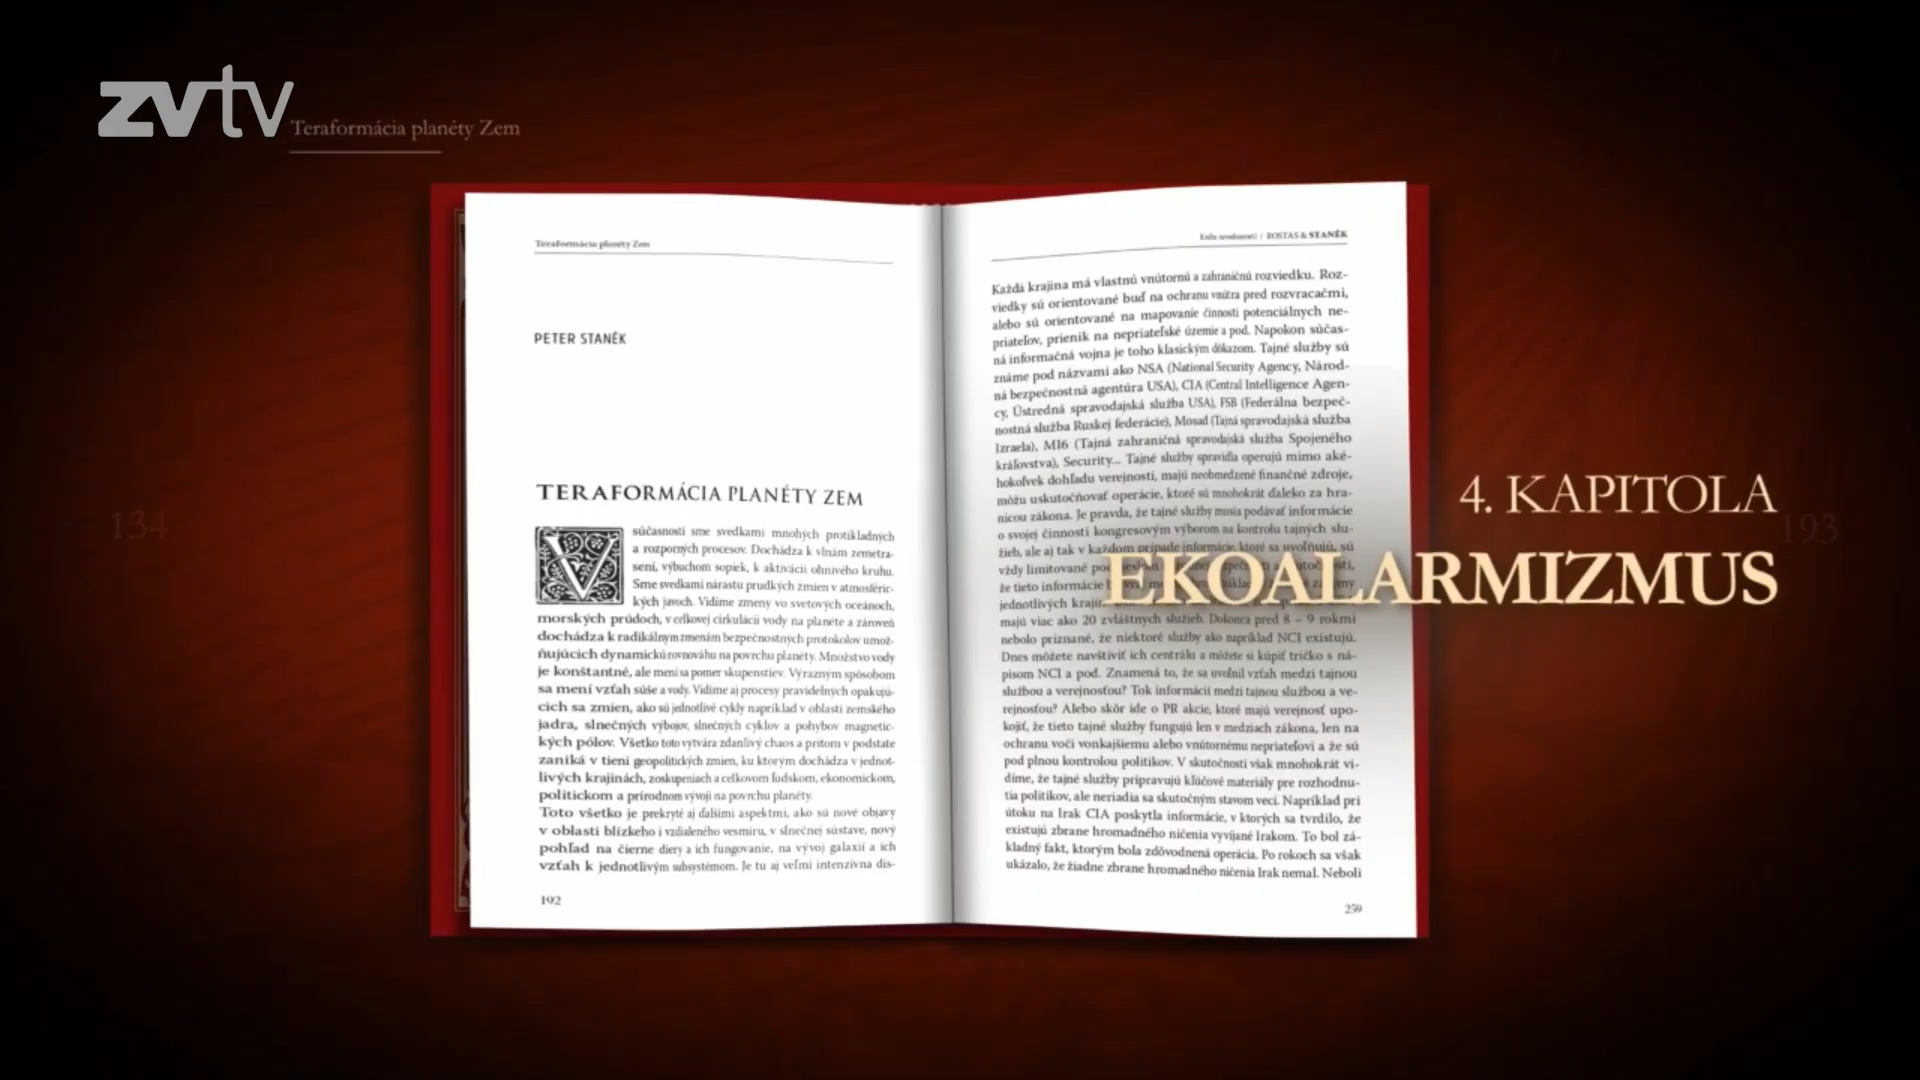 zvtv
Teraformácia planéty Zem
Teraformácia planéty Zem
PETER STANĚK
TERAFORMÁCIA PLANÉTY ZEM
V súčasnosti sme svedkami mnohých protikladných
a rozporných procesov. Dochádza k vlnám zemetra-
sení, výbuchom sopiek, k aktivácii ohnivého kruhu.
Sme svedkami nárastu prudkých zmien v atmosféric-
kých javoch. Vidíme zmeny vo svetových oceánoch,
morských prúdoch, v celkovej cirkulácii vody na planéte a zároveň
dochádza k radikálnym zmenám bezpečnostných protokolov umož-
ňujúcich dynamickú rovnováhu na povrchu planéty. Množstvo vody
je konštantné, ale mení sa pomer skupenstiev. Výrazným spôsobom
sa mení vzťah súše a vody. Vidíme aj procesy pravidelných opakujú-
cich sa zmien, ako sú jednotlivé cykly napríklad v oblasti zemského
jadra, slnečných výbojov, slnečných cyklov a pohybov magnetic-
kých pólov. Všetko toto vytvára zdanlivý chaos a pritom v podstate
zaniká v tieni geopolitických zmien, ku ktorým dochádza v jednot-
livých krajinách, zoskupeniach a celkovom ľudskom, ekonomickom,
politickom a prírodnom vývoji na povrchu planéty.
Toto všetko je prekryté aj ďalšími aspektmi, ako sú nové objavy
v oblasti blízkeho i vzdialeného vesmíru, v slnečnej sústave, nový
pohľad na čierne diery a ich fungovanie, na vývoj galaxií a ich
vzťah k jednotlivým subsystémom. Je tu aj veľmi intenzívna dis-
192
ROSTAS & STANĚK
Každá krajina má vlastnú vnútornú a zahraničnú rozviedku. Roz-
viedky sú orientované buď na ochranu vnútra pred rozvracačmi,
alebo sú orientované na mapovanie činnosti potenciálnych ne-
priateľov, prienik na nepriateľské územie a pod. Napokon súčas-
ná informačná vojna je toho klasickým dôkazom. Tajné služby sú
známe pod názvami ako NSA (National Security Agency, Národ-
ná bezpečnostná agentúra USA), CIA (Central Intelligence Agen-
cy, Ústredná spravodajská služba USA), FSB (Federálna bezpeč-
nostná služba Ruskej federácie), Mosad (Tajná spravodajská služba
Izraela), MI6 (Tajná zahraničná spravodajská služba Spojeného
kráľovstva), Security... Tajné služby spravidla operujú mimo aké-
hokoľvek dohľadu verejnosti, majú neobmedzené finančné zdroje,
môžu uskutočňovať operácie, ktoré sú mnohokrát ďaleko za hra-
nicou zákona. Je pravda, že tajné služby musia podávať informácie
o svojej činnosti kongresovým výborom na kontrolu tajných slu-
žieb, ale aj tak v každom prípade informácie, ktoré sa uvoľňujú, sú
vždy limitované
že tieto informácie
jednotlivých
majú viac ako 20 zvláštnych služieb. Dokonca pred 8 – 9 rokmi
nebolo priznané, že niektoré služby ako napríklad NCI existujú.
Dnes môžete navštíviť ich centrálu a môžete si kúpiť tričko s ná-
pisom NCI a pod. Znamená to, že sa uvoľnil vzťah medzi tajnou
službou a verejnosťou? Tok informácií medzi tajnou službou a ve-
rejnosťou? Alebo skôr ide o PR akcie, ktoré majú verejnosť upo-
kojiť, že tieto tajné služby fungujú len v medziach zákona, len na
ochranu voči vonkajšiemu alebo vnútornému nepriateľovi a že sú
pod plnou kontrolou politikov. V skutočnosti však mnohokrát vi-
díme, že tajné služby pripravujú kľúčové materiály pre rozhodnu-
tia politikov, ale neriadia sa skutočným stavom vecí. Napríklad pri
útoku na Irak CIA poskytla informácie, v ktorých sa tvrdilo, že
existujú zbrane hromadného ničenia vyvíjané Irakom. To bol zá-
kladný fakt, ktorým bola zdôvodnená operácia. Po rokoch sa však
ukázalo, že žiadne zbrane hromadného ničenia Irak nemal. Neboli
259
4. KAPITOLA
EKOALARMIZMUS
134
193